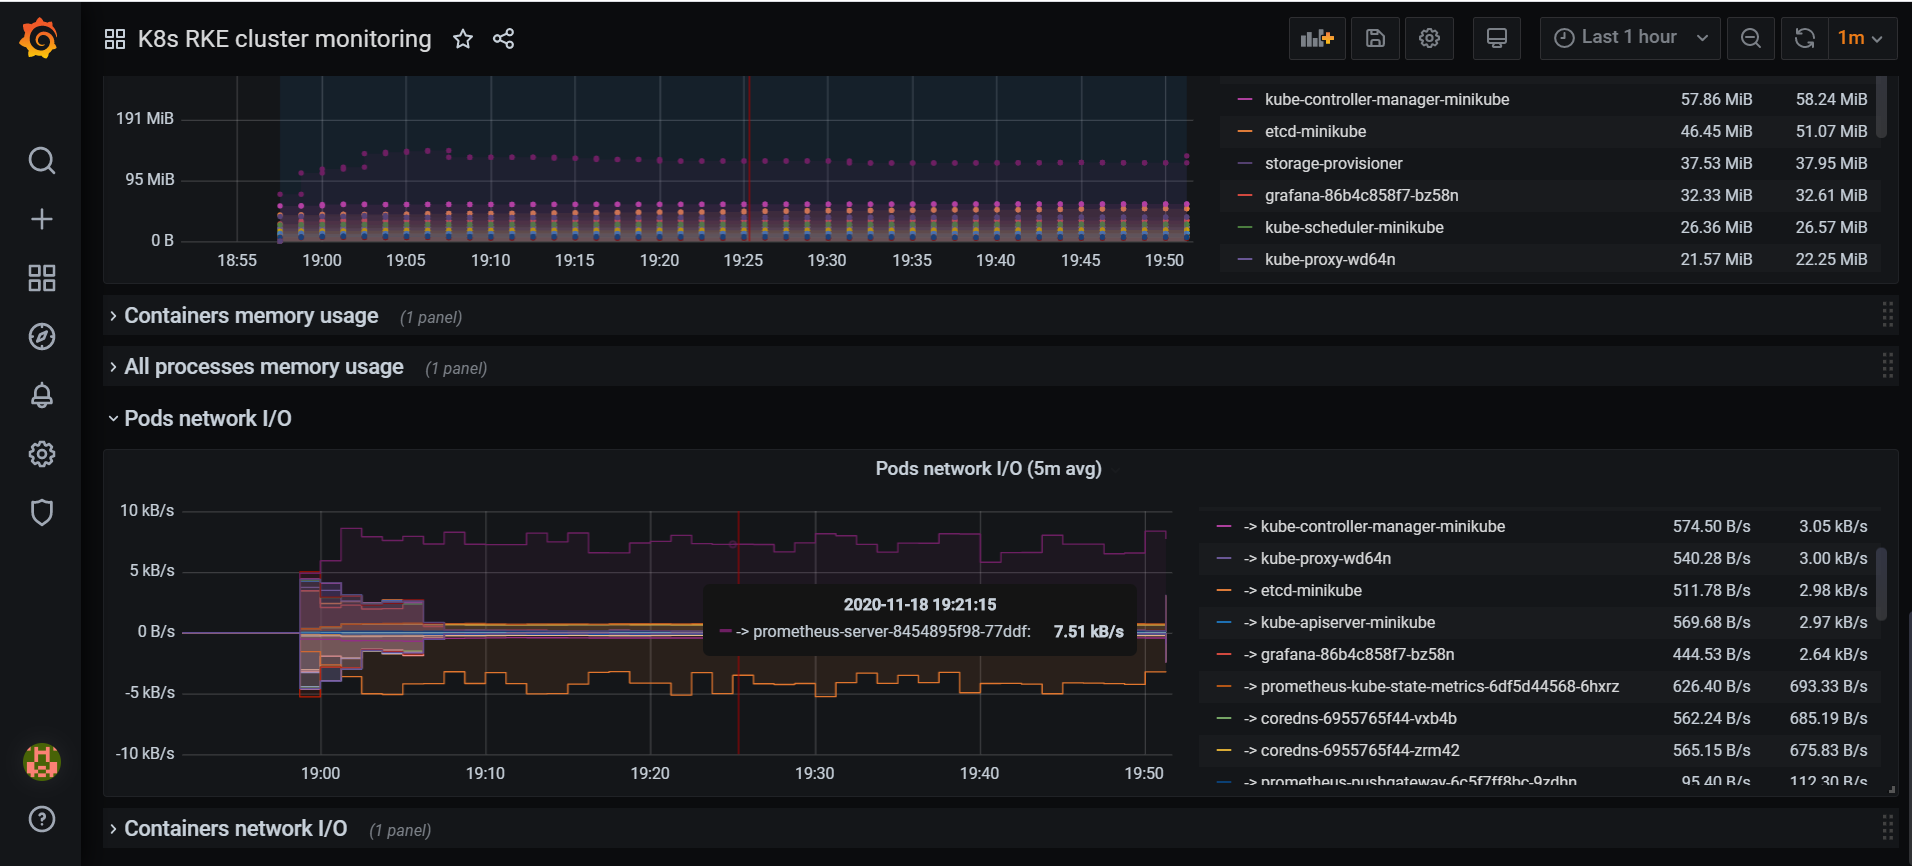 K8s RKE cluster monitoring
Last 1 hour
1m
191 MiB
95 MiB
0 B
18:55 19:00 19:05 19:10 19:15 19:20 19:25 19:30 19:35 19:40 19:45 19:50
kube-controller-manager-minikube 57.86 MiB 58.24 MiB
etcd-minikube 46.45 MiB 51.07 MiB
storage-provisioner 37.53 MiB 37.95 MiB
grafana-86b4c858f7-bz58n 32.33 MiB 32.61 MiB
kube-scheduler-minikube 26.36 MiB 26.57 MiB
kube-proxy-wd64n 21.57 MiB 22.25 MiB
Containers memory usage (1 panel)
All processes memory usage (1 panel)
Pods network I/O
Pods network I/O (5m avg)
10 kB/s
5 kB/s
0 B/s
-5 kB/s
-10 kB/s
19:00 19:10 19:20 19:30 19:40 19:50
2020-11-18 19:21:15
-> prometheus-server-8454895f98-77ddf: 7.51 kB/s
-> kube-controller-manager-minikube 574.50 B/s 3.05 kB/s
-> kube-proxy-wd64n 540.28 B/s 3.00 kB/s
-> etcd-minikube 511.78 B/s 2.98 kB/s
-> kube-apiserver-minikube 569.68 B/s 2.97 kB/s
-> grafana-86b4c858f7-bz58n 444.53 B/s 2.64 kB/s
-> prometheus-kube-state-metrics-6df5d44568-6hxrz 626.40 B/s 693.33 B/s
-> coredns-6955765f44-vxb4b 562.24 B/s 685.19 B/s
-> coredns-6955765f44-zrm42 565.15 B/s 675.83 B/s
-> prometheus-pushgateway-6c5f7ff8bc-9zdhn 95.40 B/s 112.30 B/s
Containers network I/O (1 panel)